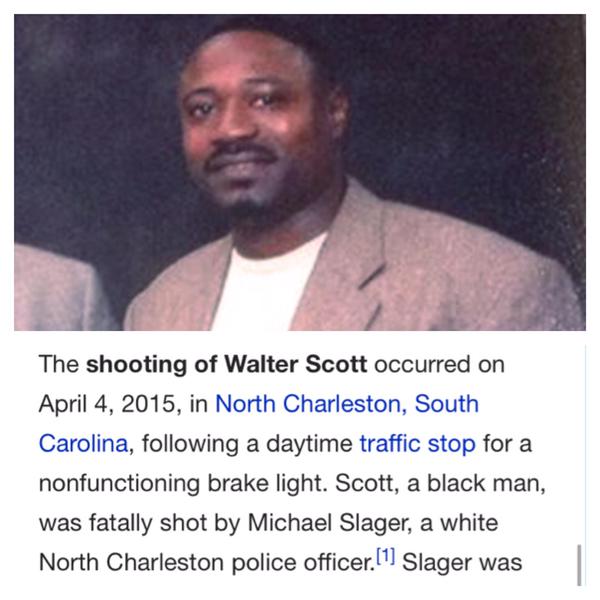 The shooting of Walter Scott occurred on
April 4, 2015, in North Charleston, South
Carolina, following a daytime traffic stop for a
nonfunctioning brake light. Scott, a black man,
was fatally shot by Michael Slager, a white
North Charleston police officer.[1] Slager was